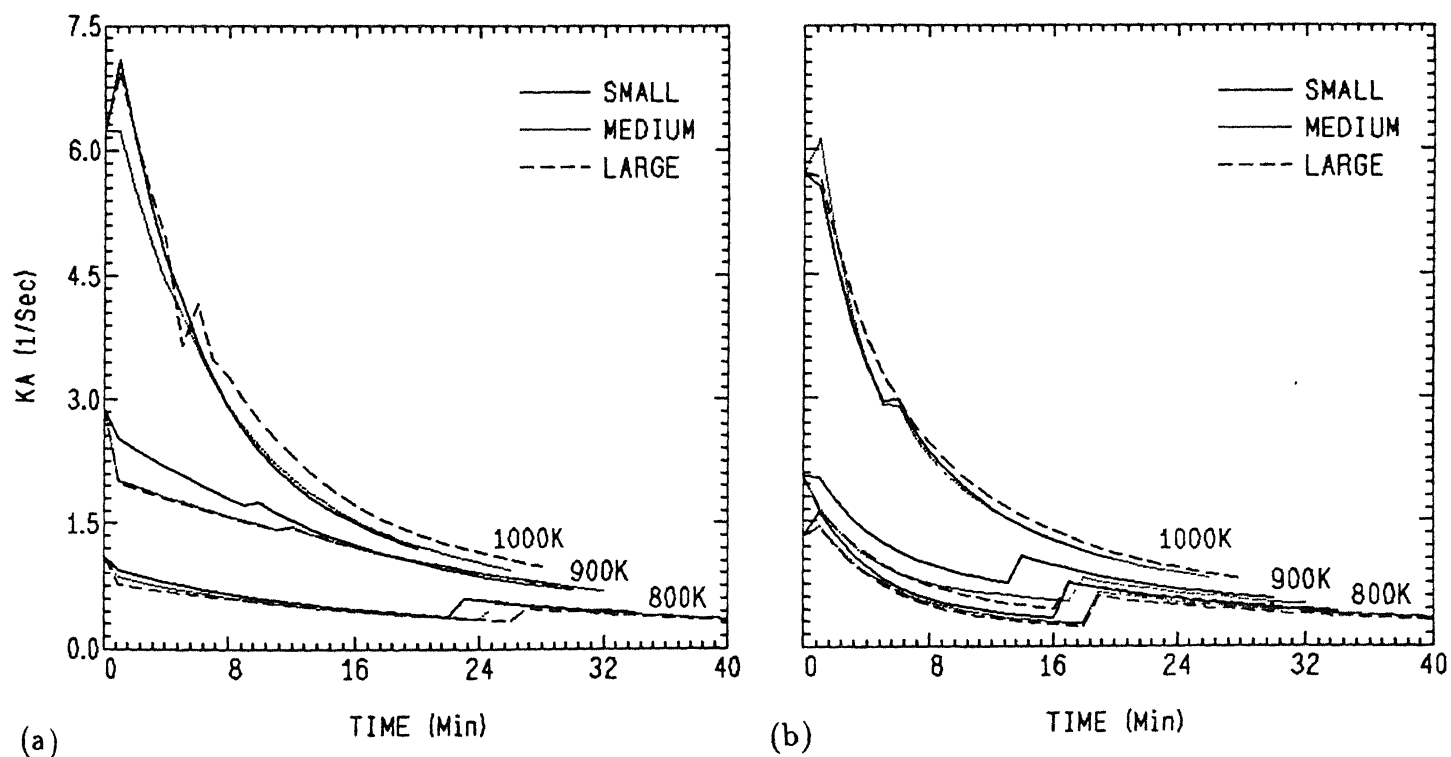 7.5
6.0
4.5
3.0
1.5
0.0
KA (1/Sec)
SMALL
MEDIUM
LARGE
1000K
900K
800K
0 8 16 24 32 40
TIME (Min)
(a)
SMALL
MEDIUM
LARGE
1000K
900K
800K
0 8 16 24 32 40
TIME (Min)
(b)